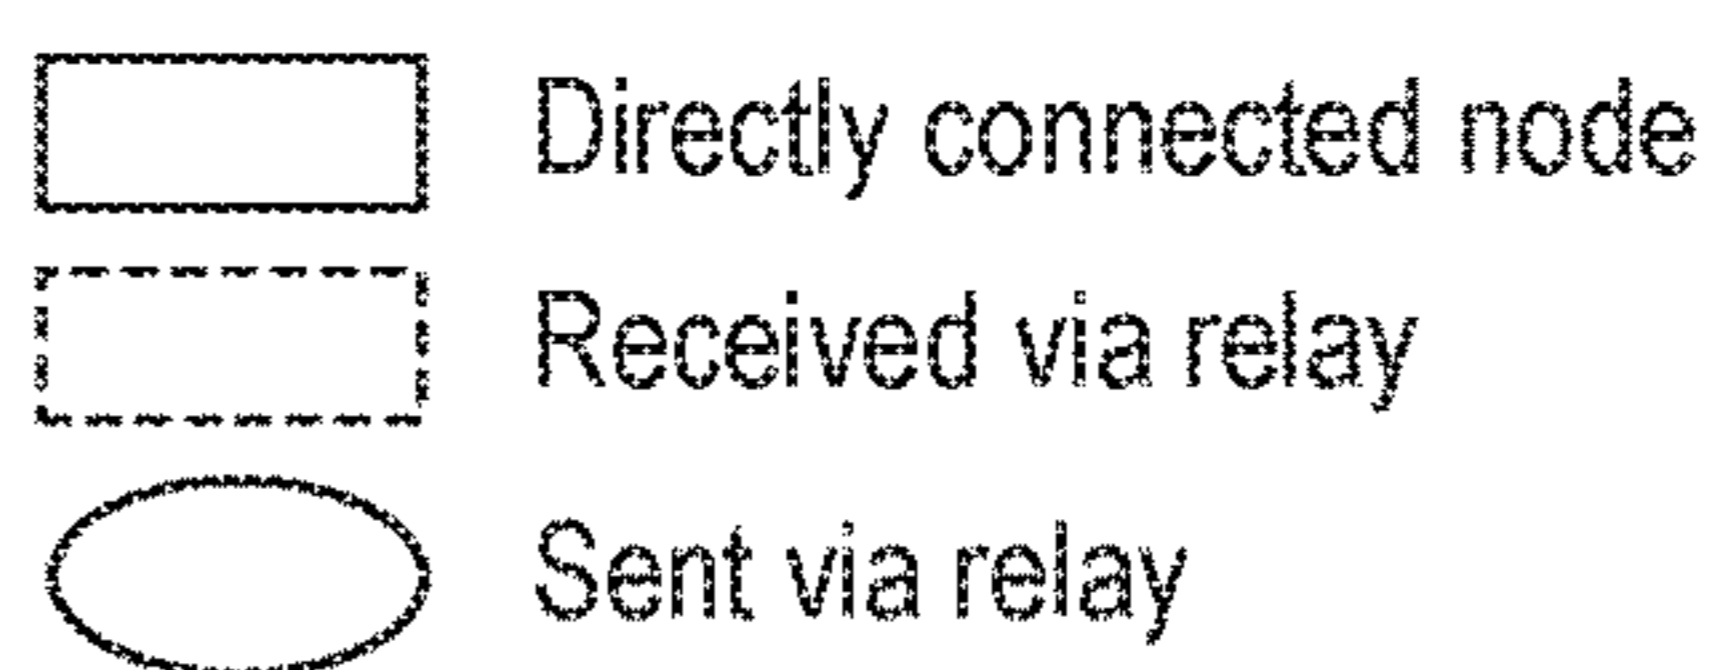 Directly connected node
Received via relay
Sent via relay